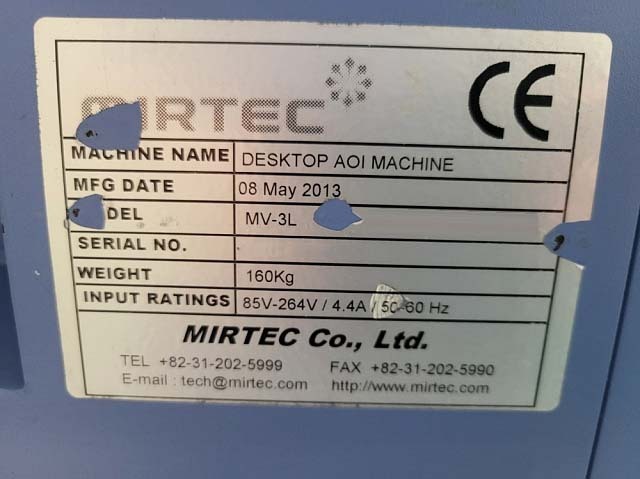 MIRTEC
CE
MACHINE NAME DESKTOP AOI MACHINE
MFG DATE 08 May 2013
DEL MV-3L
SERIAL NO.
WEIGHT 160Kg
INPUT RATINGS 85V-264V / 4.4A / 50-60 Hz
MIRTEC Co., Ltd.
TEL +82-31-202-5999 FAX +82-31-202-5990
E-mail : tech@mirtec.com http://www.mirtec.com